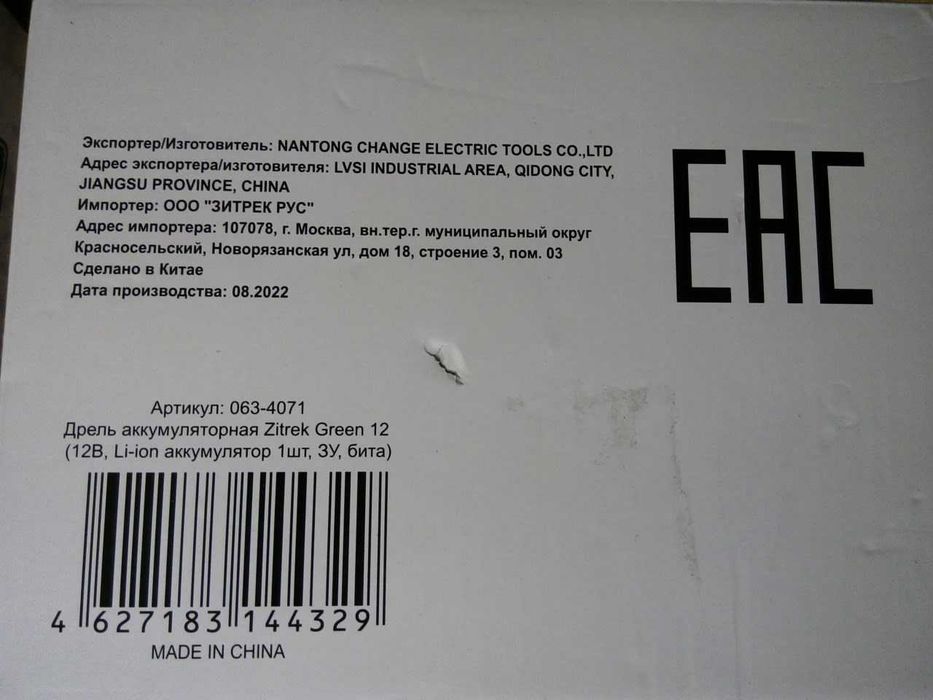 Экспортер/Изготовитель: NANTONG CHANGE ELECTRIC TOOLS CO.,LTD
Адрес экспортера/изготовителя: LVSI INDUSTRIAL AREA, QIDONG CITY,
JIANGSU PROVINCE, CHINA
Импортер: ООО "ЗИТРЕК РУС"
Адрес импортера: 107078, г. Москва, вн.тер.г. муниципальный округ
Красносельский, Новорязанская ул, дом 18, строение 3, пом. 03
Сделано в Китае
Дата производства: 08.2022
EAC
Артикул: 063-4071
Дрель аккумуляторная Zitrek Green 12
(12В, Li-ion аккумулятор 1шт, ЗУ, бита)
4 627183 144329
MADE IN CHINA